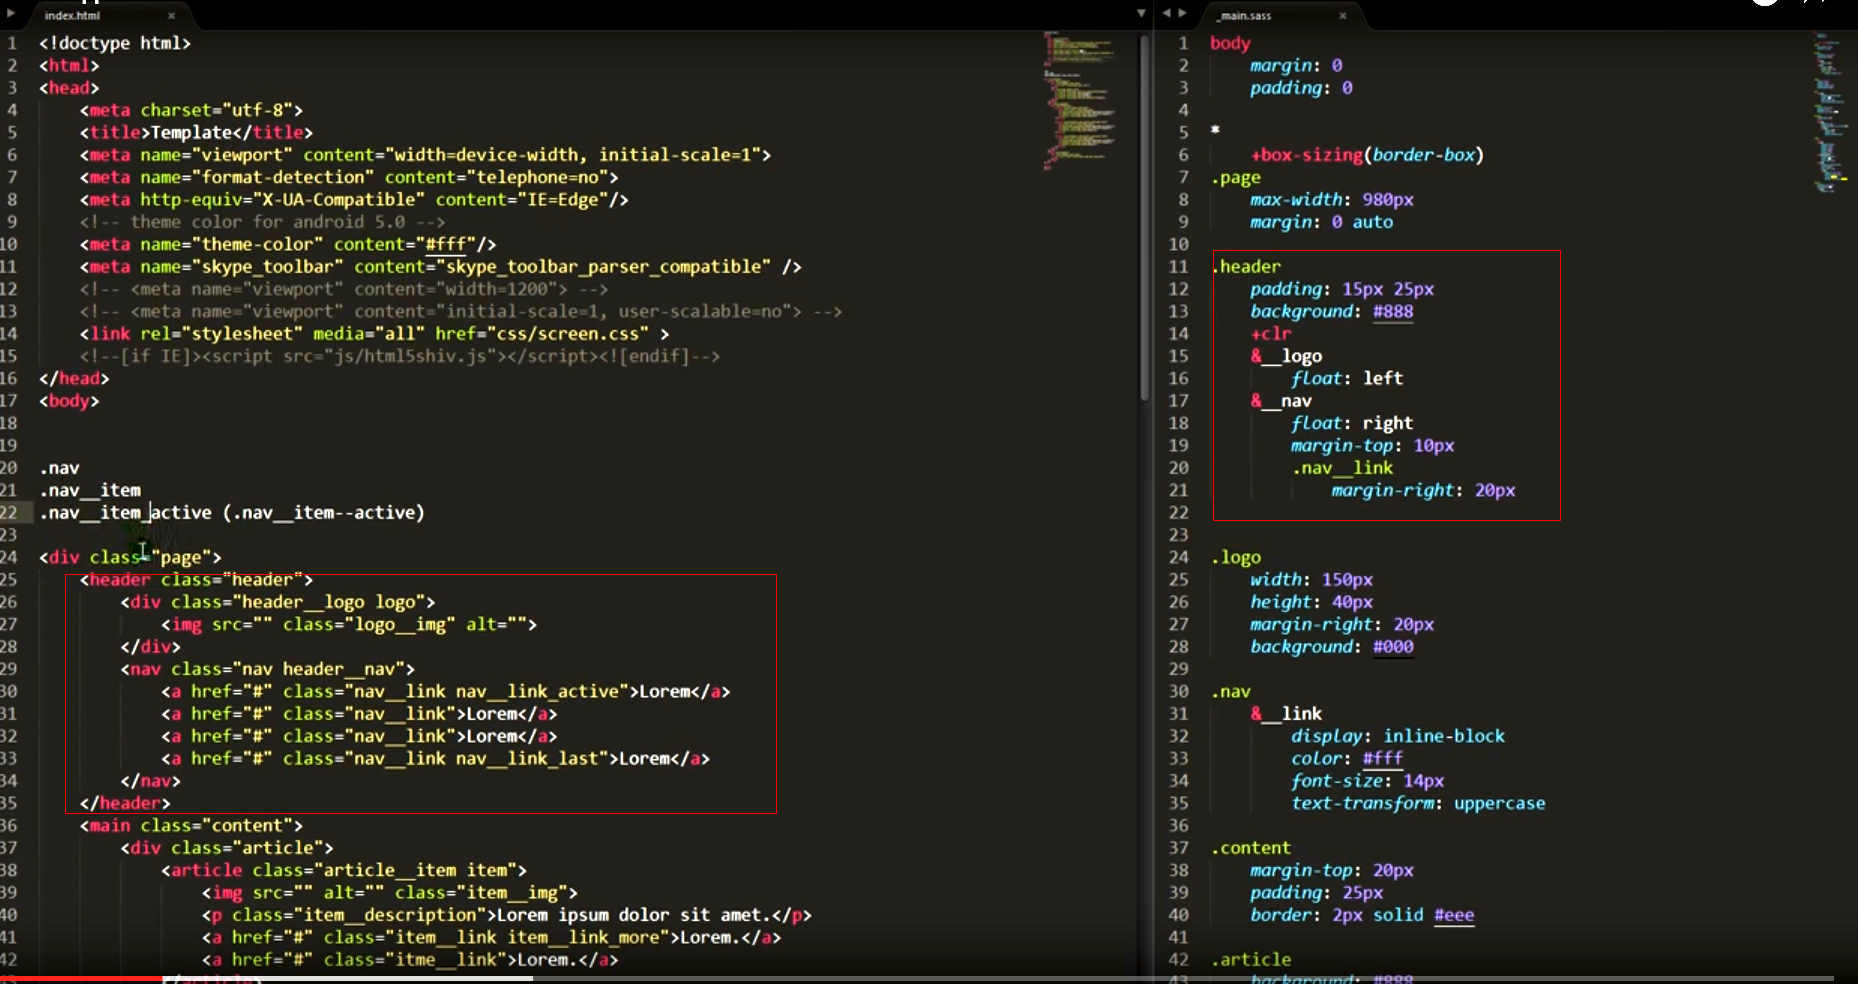 index.html
1 <!doctype html>
2 <html>
3 <head>
4 <meta charset="utf-8">
5 <title>Template</title>
6 <meta name="viewport" content="width=device-width, initial-scale=1">
7 <meta name="format-detection" content="telephone=no">
8 <meta http-equiv="X-UA-Compatible" content="IE=Edge"/>
9 <!-- theme color for android 5.0 -->
10 <meta name="theme-color" content="#fff"/>
11 <meta name="skype_toolbar" content="skype_toolbar_parser_compatible" />
12 <!-- <meta name="viewport" content="width=1200"> -->
13 <!-- <meta name="viewport" content="initial-scale=1, user-scalable=no"> -->
14 <link rel="stylesheet" media="all" href="css/screen.css" >
15 <!--[if IE]><script src="js/html5shiv.js"></script><![endif]-->
16 </head>
17 <body>
18
19
20 .nav
21 .nav__item
22 .nav__item_active (.nav__item--active)
23
24 <div class="page">
25 <header class="header">
26 <div class="header__logo logo">
27 <img src="" class="logo__img" alt="">
28 </div>
29 <nav class="nav header__nav">
30 <a href="#" class="nav__link nav__link_active">Lorem</a>
31 <a href="#" class="nav__link">Lorem</a>
32 <a href="#" class="nav__link">Lorem</a>
33 <a href="#" class="nav__link nav__link_last">Lorem</a>
34 </nav>
35 </header>
36 <main class="content">
37 <div class="article">
38 <article class="article__item item">
39 <img src="" alt="" class="item__img">
40 <p class="item__description">Lorem ipsum dolor sit amet.</p>
41 <a href="#" class="item__link item__link_more">Lorem.</a>
42 <a href="#" class="itme__link">Lorem.</a>
</article>
_main.sass
1 body
2 margin: 0
3 padding: 0
4
5 *
6 +box-sizing(border-box)
7 .page
8 max-width: 980px
9 margin: 0 auto
10
11 .header
12 padding: 15px 25px
13 background: #888
14 +clr
15 &__logo
16 float: left
17 &__nav
18 float: right
19 margin-top: 10px
20 .nav__link
21 margin-right: 20px
22
23
24 .logo
25 width: 150px
26 height: 40px
27 margin-right: 20px
28 background: #000
29
30 .nav
31 &__link
32 display: inline-block
33 color: #fff
34 font-size: 14px
35 text-transform: uppercase
36
37 .content
38 margin-top: 20px
39 padding: 25px
40 border: 2px solid #eee
41
42 .article
43 background: #888